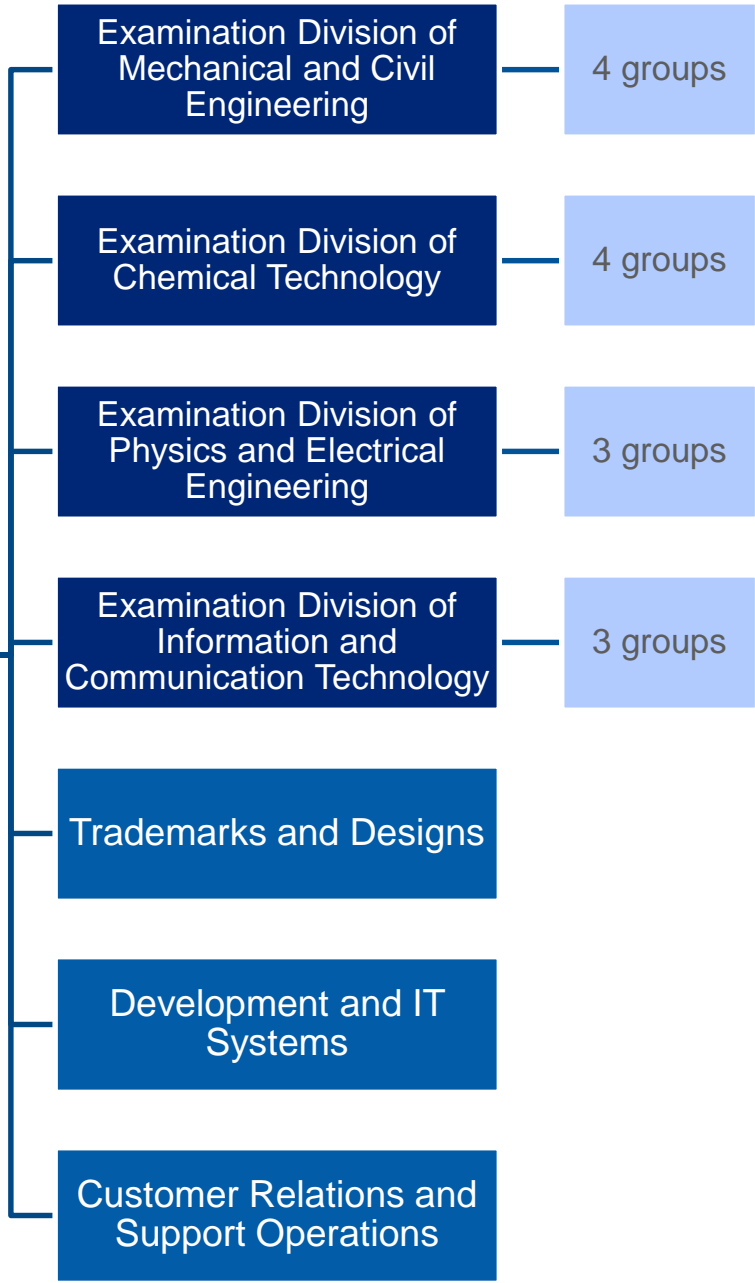 Examination Division of
Mechanical and Civil
Engineering
4 groups
Examination Division of
Chemical Technology
4 groups
Examination Division of
Physics and Electrical
Engineering
3 groups
Examination Division of
Information and
Communication Technology
3 groups
Trademarks and Designs
Development and IT
Systems
Customer Relations and
Support Operations